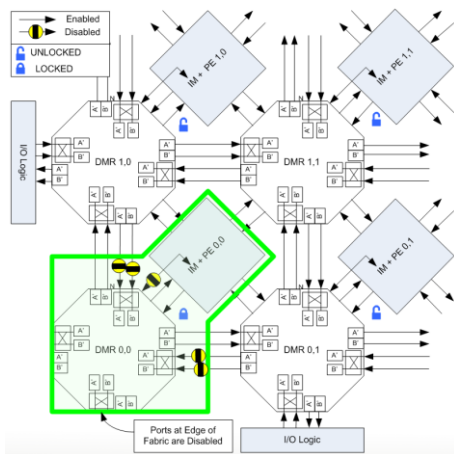 Enabled
Disabled
UNLOCKED
LOCKED
IM + PE 1,0
IM + PE 1,1
N
A' B'
A' B'
A' B'
A' B'
I/O Logic
A'
B'
DMR 1,0
A'
B'
A'
B'
DMR 1,1
A'
B'
A' B'
A' B'
A' B'
A' B'
IM + PE 0,0
IM + PE 0,1
N
A' B'
A' B'
A' B'
A' B'
A'
B'
DMR 0,0
A'
B'
A'
B'
DMR 0,1
A'
B'
A' B'
A' B'
A' B'
A' B'
Ports at Edge of
Fabric are Disabled
I/O Logic